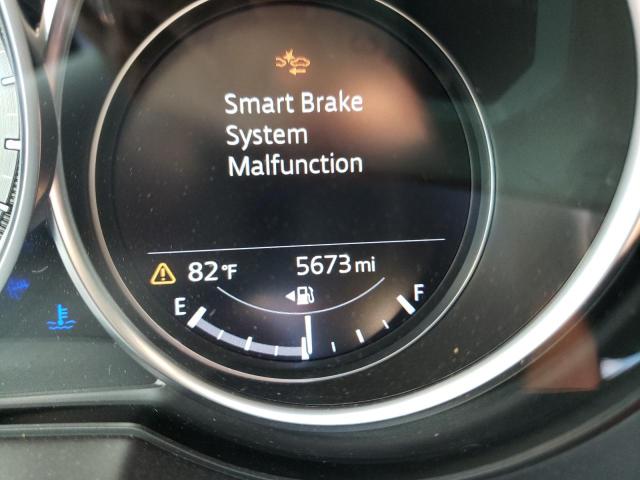 Smart Brake
System
Malfunction
82°F 5673 mi
E F